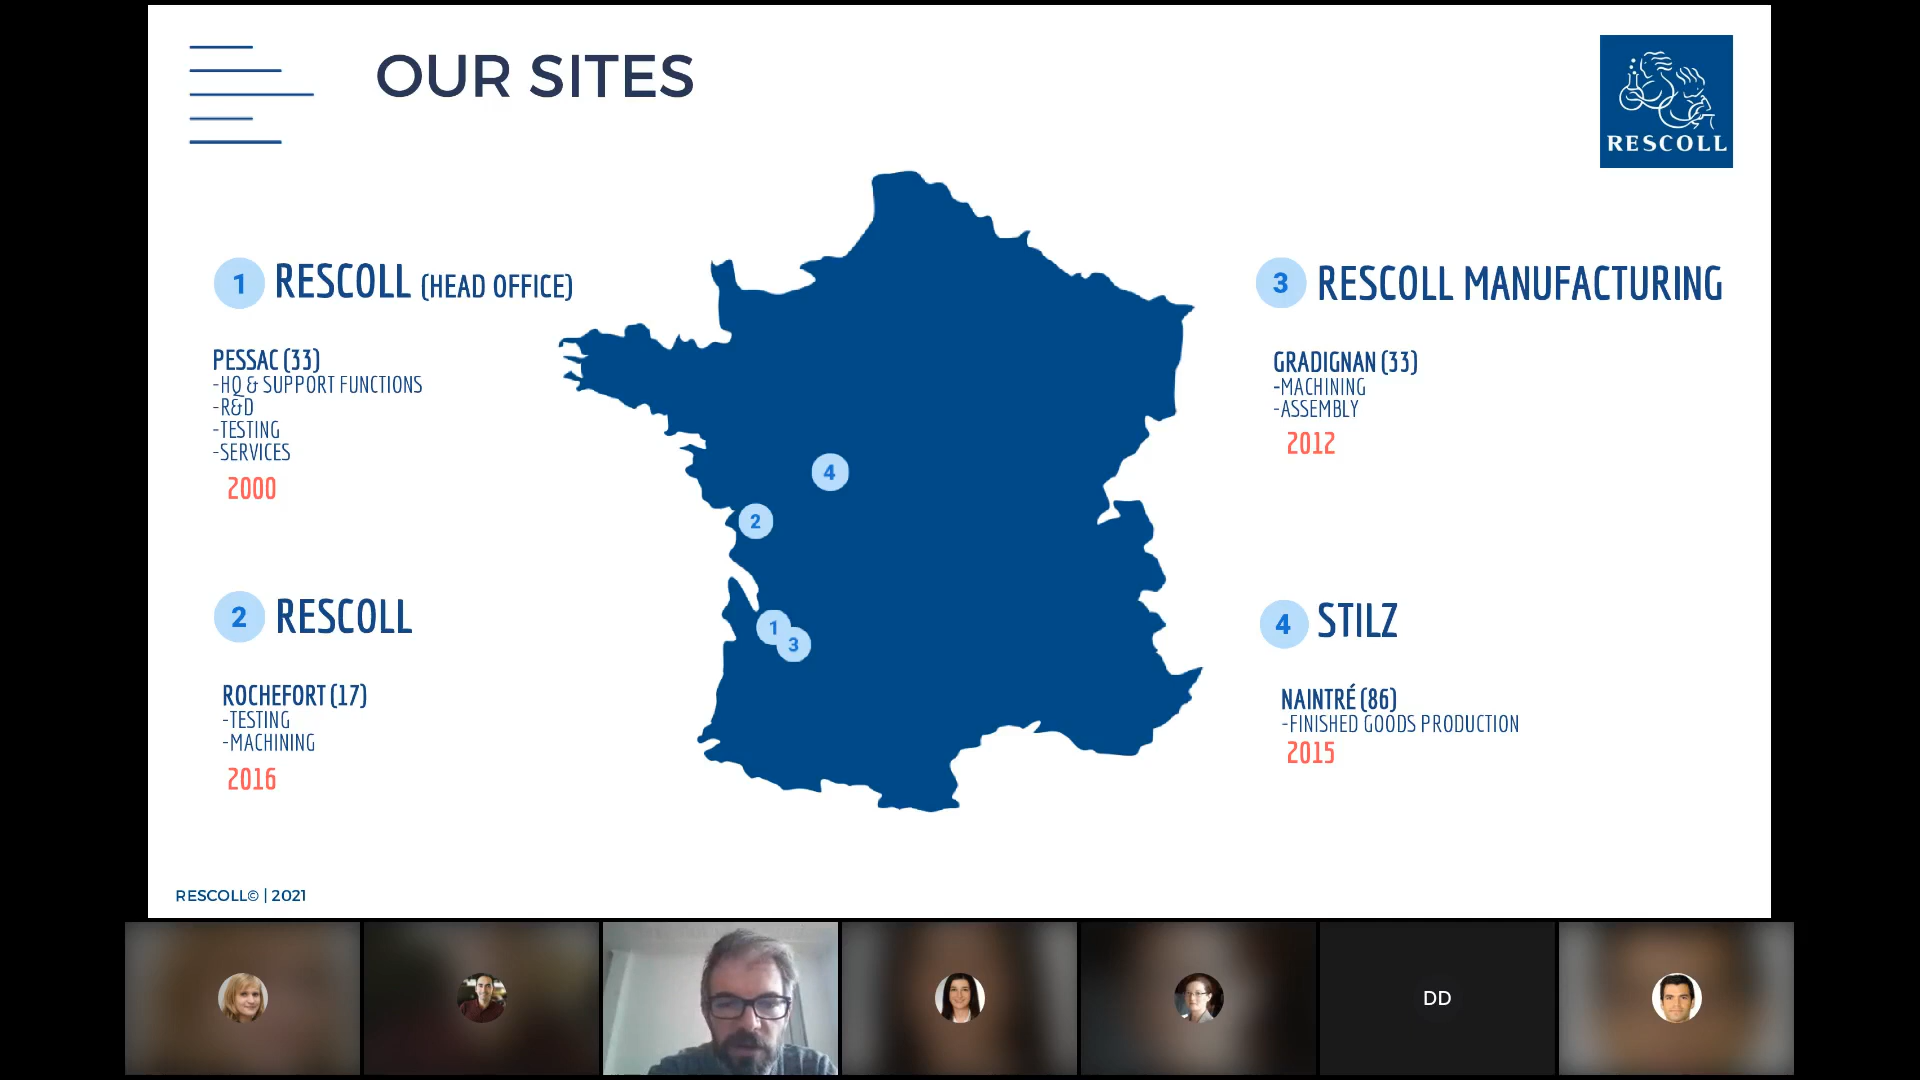 OUR SITES
RESCOLL
1 RESCOLL (HEAD OFFICE)
PESSAC (33)
-HQ & SUPPORT FUNCTIONS
-R&D
-TESTING
-SERVICES
2000
2 RESCOLL
ROCHEFORT (17)
-TESTING
-MACHINING
2016
4
2
1
3
3 RESCOLL MANUFACTURING
GRADIGNAN (33)
-MACHINING
-ASSEMBLY
2012
4 STILZ
NAINTRÉ (86)
-FINISHED GOODS PRODUCTION
2015
RESCOLL© | 2021
DD